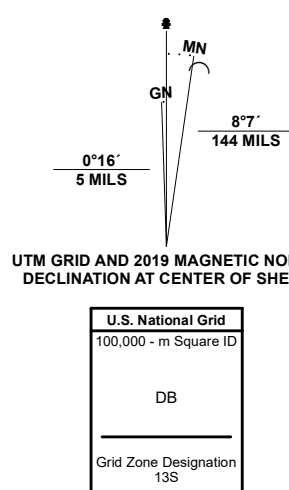 MN
GN
8°7´
144 MILS
0°16´
5 MILS
UTM GRID AND 2019 MAGNETIC NO
DECLINATION AT CENTER OF SHE
U.S. National Grid
100,000 - m Square ID
DB
Grid Zone Designation
13S